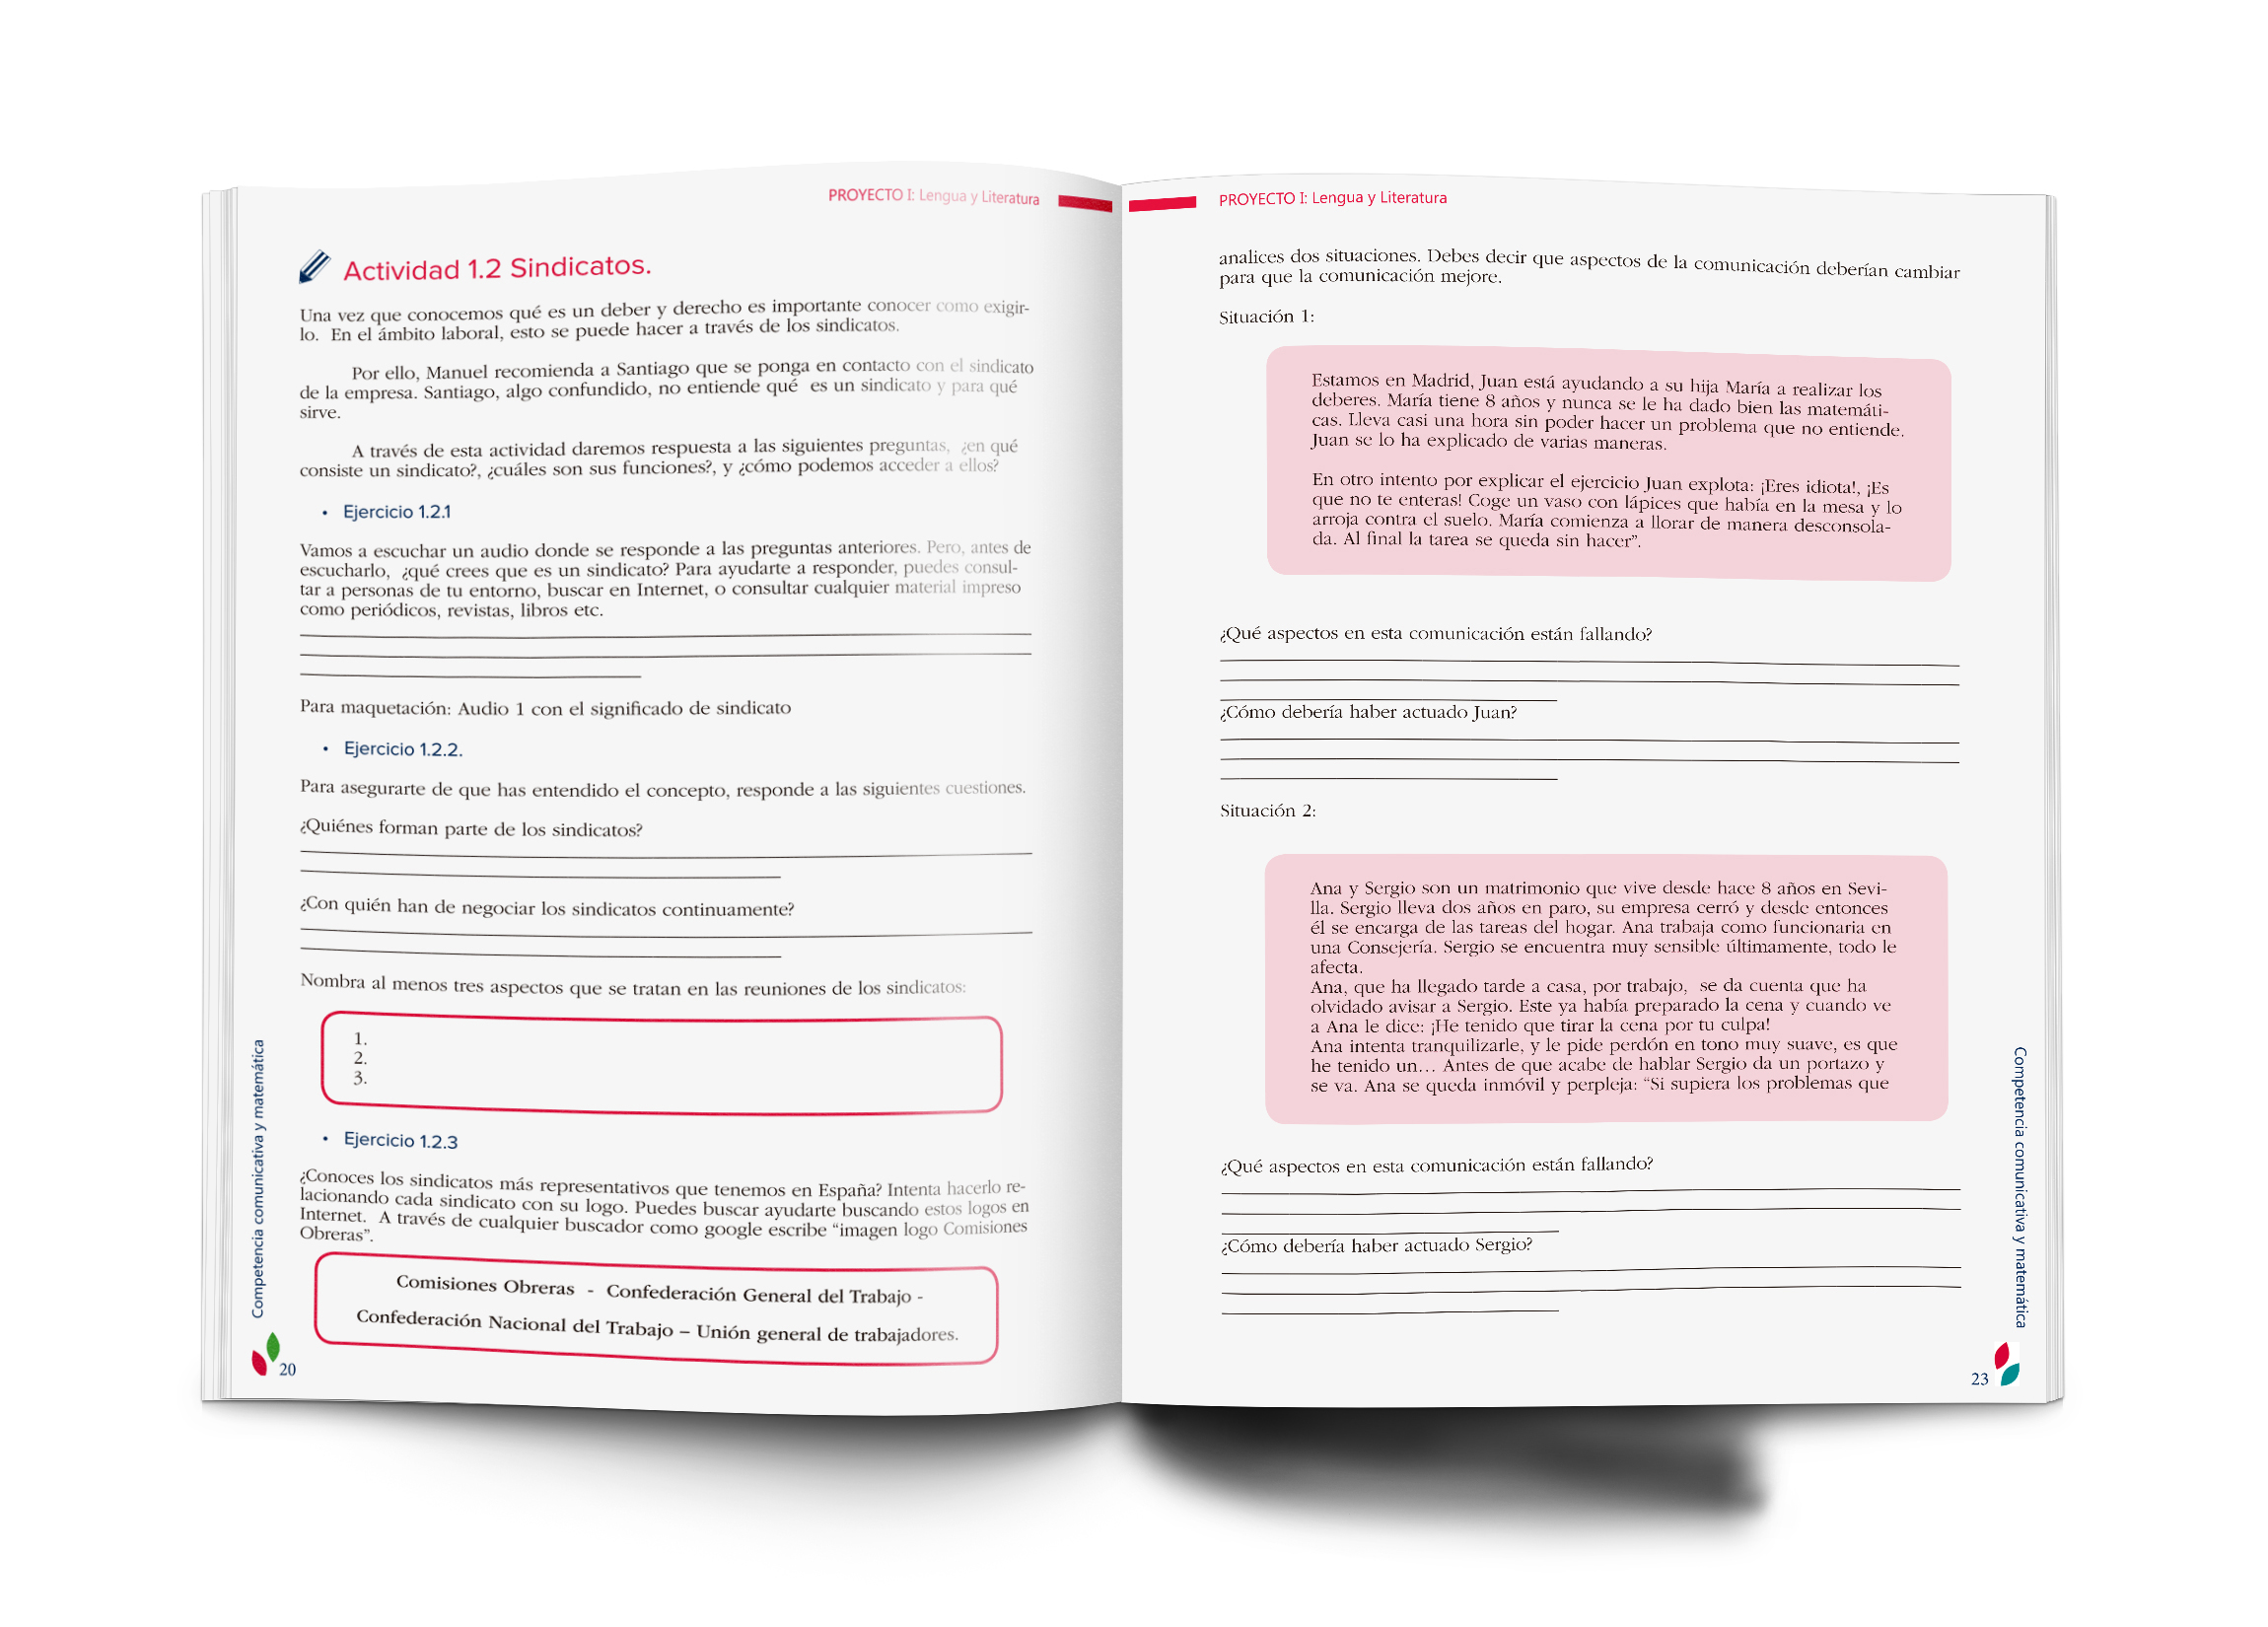 PROYECTO I: Lengua y Literatura
Actividad 1.2 Sindicatos.
Una vez que conocemos qué es un deber y derecho es importante conocer como exigir-
lo.  En el ámbito laboral, esto se puede hacer a través de los sindicatos.
Por ello, Manuel recomienda a Santiago que se ponga en contacto con el sindicato
de la empresa. Santiago, algo confundido, no entiende qué  es un sindicato y para qué
sirve.
A través de esta actividad daremos respuesta a las siguientes preguntas,  ¿en qué
consiste un sindicato?, ¿cuáles son sus funciones?, y ¿cómo podemos acceder a ellos?
• Ejercicio 1.2.1
Vamos a escuchar un audio donde se responde a las preguntas anteriores. Pero, antes de
escucharlo,  ¿qué crees que es un sindicato? Para ayudarte a responder, puedes consul-
tar a personas de tu entorno, buscar en Internet, o consultar cualquier material impreso
como periódicos, revistas, libros etc.
Para maquetación: Audio 1 con el significado de sindicato
• Ejercicio 1.2.2.
Para asegurarte de que has entendido el concepto, responde a las siguientes cuestiones.
¿Quiénes forman parte de los sindicatos?
¿Con quién han de negociar los sindicatos continuamente?
Nombra al menos tres aspectos que se tratan en las reuniones de los sindicatos:
1.
2.
3.
• Ejercicio 1.2.3
¿Conoces los sindicatos más representativos que tenemos en España? Intenta hacerlo re-
lacionando cada sindicato con su logo. Puedes buscar ayudarte buscando estos logos en
Internet.  A través de cualquier buscador como google escribe “imagen logo Comisiones
Obreras”.
Comisiones Obreras  -  Confederación General del Trabajo -
Confederación Nacional del Trabajo – Unión general de trabajadores.
Competencia comunicativa y matemática
20
PROYECTO I: Lengua y Literatura
analices dos situaciones. Debes decir que aspectos de la comunicación deberían cambiar
para que la comunicación mejore.
Situación 1:
Estamos en Madrid, Juan está ayudando a su hija María a realizar los
deberes. María tiene 8 años y nunca se le ha dado bien las matemáti-
cas. Lleva casi una hora sin poder hacer un problema que no entiende.
Juan se lo ha explicado de varias maneras.
En otro intento por explicar el ejercicio Juan explota: ¡Eres idiota!, ¡Es
que no te enteras! Coge un vaso con lápices que había en la mesa y lo
arroja contra el suelo. María comienza a llorar de manera desconsola-
da. Al final la tarea se queda sin hacer”.
¿Qué aspectos en esta comunicación están fallando?
¿Cómo debería haber actuado Juan?
Situación 2:
Ana y Sergio son un matrimonio que vive desde hace 8 años en Sevi-
lla. Sergio lleva dos años en paro, su empresa cerró y desde entonces
él se encarga de las tareas del hogar. Ana trabaja como funcionaria en
una Consejería. Sergio se encuentra muy sensible últimamente, todo le
afecta.
Ana, que ha llegado tarde a casa, por trabajo,  se da cuenta que ha
olvidado avisar a Sergio. Este ya había preparado la cena y cuando ve
a Ana le dice: ¡He tenido que tirar la cena por tu culpa!
Ana intenta tranquilizarle, y le pide perdón en tono muy suave, es que
he tenido un… Antes de que acabe de hablar Sergio da un portazo y
se va. Ana se queda inmóvil y perpleja: “Si supiera los problemas que
¿Qué aspectos en esta comunicación están fallando?
¿Cómo debería haber actuado Sergio?
Competencia comunicativa y matemática
23